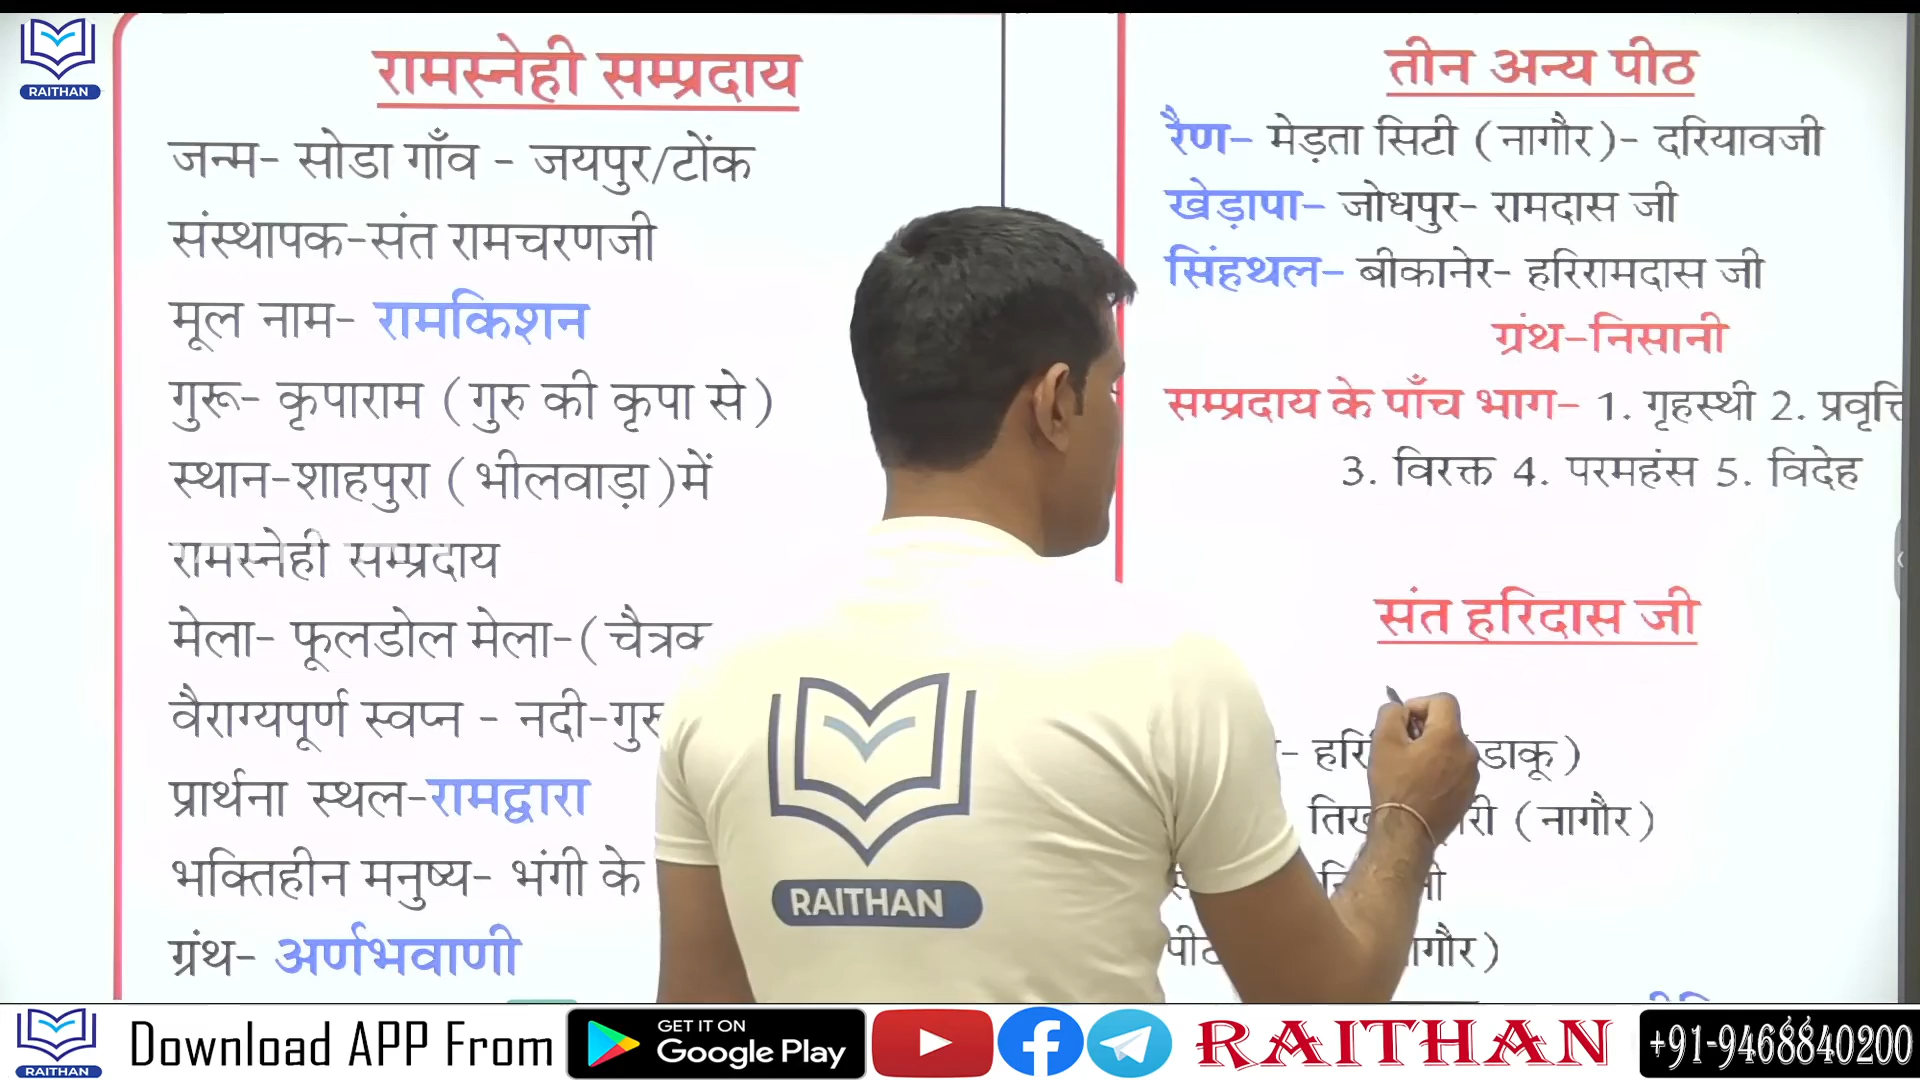 RAITHAN
रामस्नेही सम्प्रदाय
जन्म- सोडा गाँव - जयपुर/टोंक
संस्थापक-संत रामचरणजी
मूल नाम- रामकिशन
गुरू- कृपाराम (गुरु की कृपा से)
स्थान-शाहपुरा (भीलवाड़ा)में
रामस्नेही सम्प्रदाय
मेला- फूलडोल मेला-(
वैराग्यपूर्ण स्वप्न - नदी-
प्रार्थना स्थल-रामद्वारा
भक्तिहीन मनुष्य- भंगी के
ग्रंथ- अर्णभवाणी
तीन अन्य पीठ
रैण- मेड़ता सिटी (नागौर)- दरियावजी
खेड़ापा- जोधपुर- रामदास जी
सिंहथल- बीकानेर- हरिरामदास जी
ग्रंथ-निसानी
सम्प्रदाय के पाँच भाग- 1. गृहस्थी 2.
3. विरक्त 4. परमहंस 5. विदेह
संत हरिदास जी
डाकू)
(नागौर)
RAITHAN
Download APP From GET IT ON Google Play RAITHAN +91-9468840200
RAITHAN